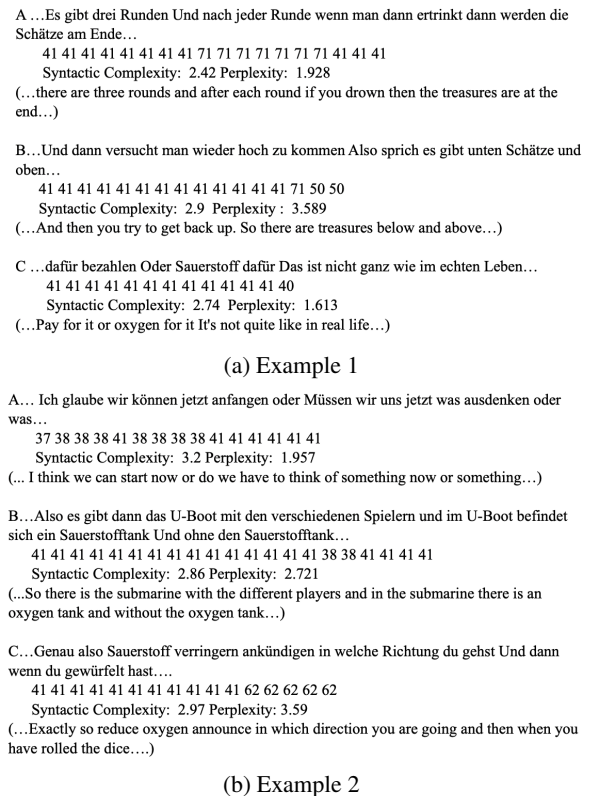 A …Es gibt drei Runden Und nach jeder Runde wenn man dann ertrinkt dann werden die
Schätze am Ende…
41 41 41 41 41 41 41 41 71 71 71 71 71 71 71 41 41 41
Syntactic Complexity: 2.42 Perplexity: 1.928
(…there are three rounds and after each round if you drown then the treasures are at the
end…)
B…Und dann versucht man wieder hoch zu kommen Also sprich es gibt unten Schätze und
oben…
41 41 41 41 41 41 41 41 41 41 41 41 41 71 50 50
Syntactic Complexity: 2.9 Perplexity : 3.589
(…And then you try to get back up. So there are treasures below and above…)
C …dafür bezahlen Oder Sauerstoff dafür Das ist nicht ganz wie im echten Leben…
41 41 41 41 41 41 41 41 41 41 41 41 40
Syntactic Complexity: 2.74 Perplexity: 1.613
(…Pay for it or oxygen for it It's not quite like in real life…)
(a) Example 1
A… Ich glaube wir können jetzt anfangen oder Müssen wir uns jetzt was ausdenken oder
was…
37 38 38 38 41 38 38 38 38 41 41 41 41 41 41
Syntactic Complexity: 3.2 Perplexity: 1.957
(... I think we can start now or do we have to think of something now or something…)
B…Also es gibt dann das U-Boot mit den verschiedenen Spielern und im U-Boot befindet
sich ein Sauerstofftank Und ohne den Sauerstofftank…
41 41 41 41 41 41 41 41 41 41 41 41 41 41 41 38 38 41 41 41 41
Syntactic Complexity: 2.86 Perplexity: 2.721
(...So there is the submarine with the different players and in the submarine there is an
oxygen tank and without the oxygen tank…)
C…Genau also Sauerstoff verringern ankündigen in welche Richtung du gehst Und dann
wenn du gewürfelt hast….
41 41 41 41 41 41 41 41 41 41 41 62 62 62 62 62
Syntactic Complexity: 2.97 Perplexity: 3.59
(…Exactly so reduce oxygen announce in which direction you are going and then when you
have rolled the dice….)
(b) Example 2